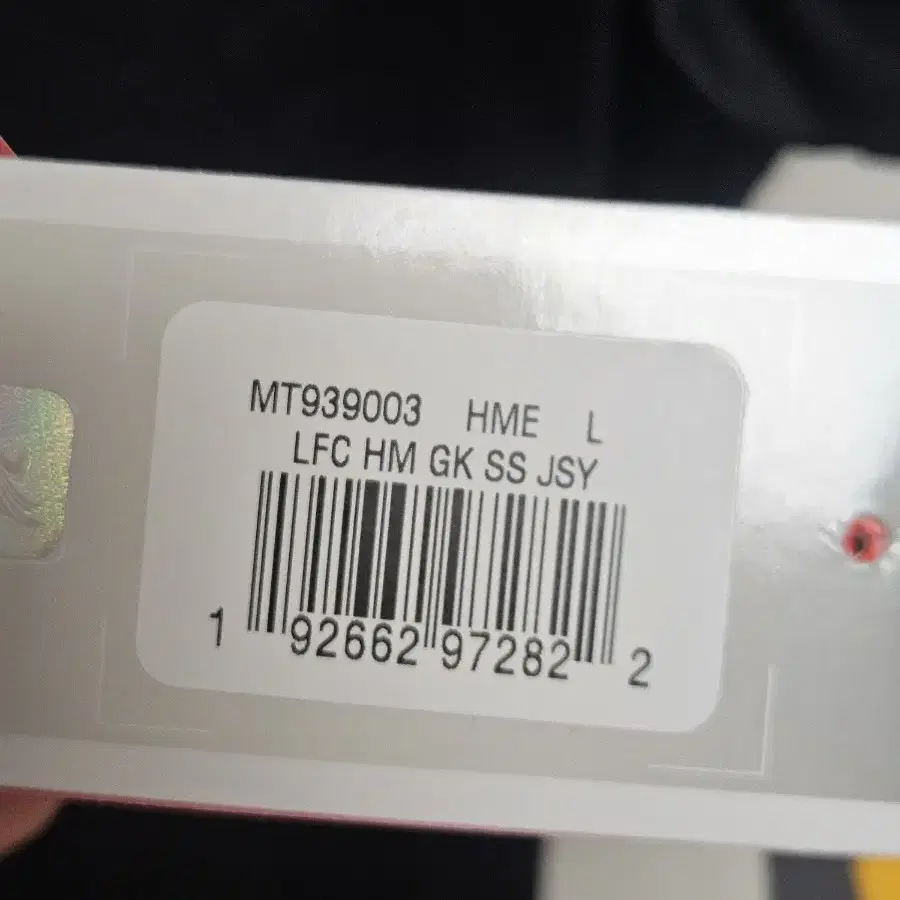 MT939003 HME L
LFC HM GK SS JSY
1 92662 97282 2